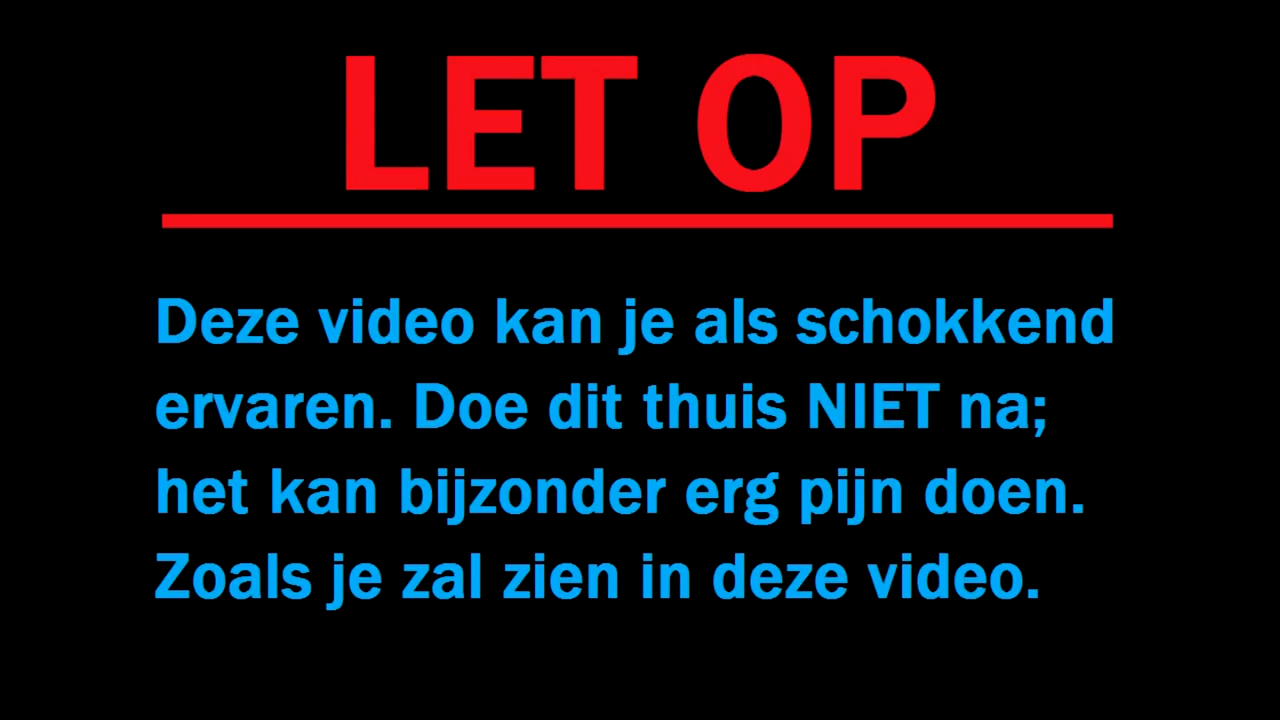 LET OP
Deze video kan je als schokkend
ervaren. Doe dit thuis NIET na;
het kan bijzonder erg pijn doen.
Zoals je zal zien in deze video.